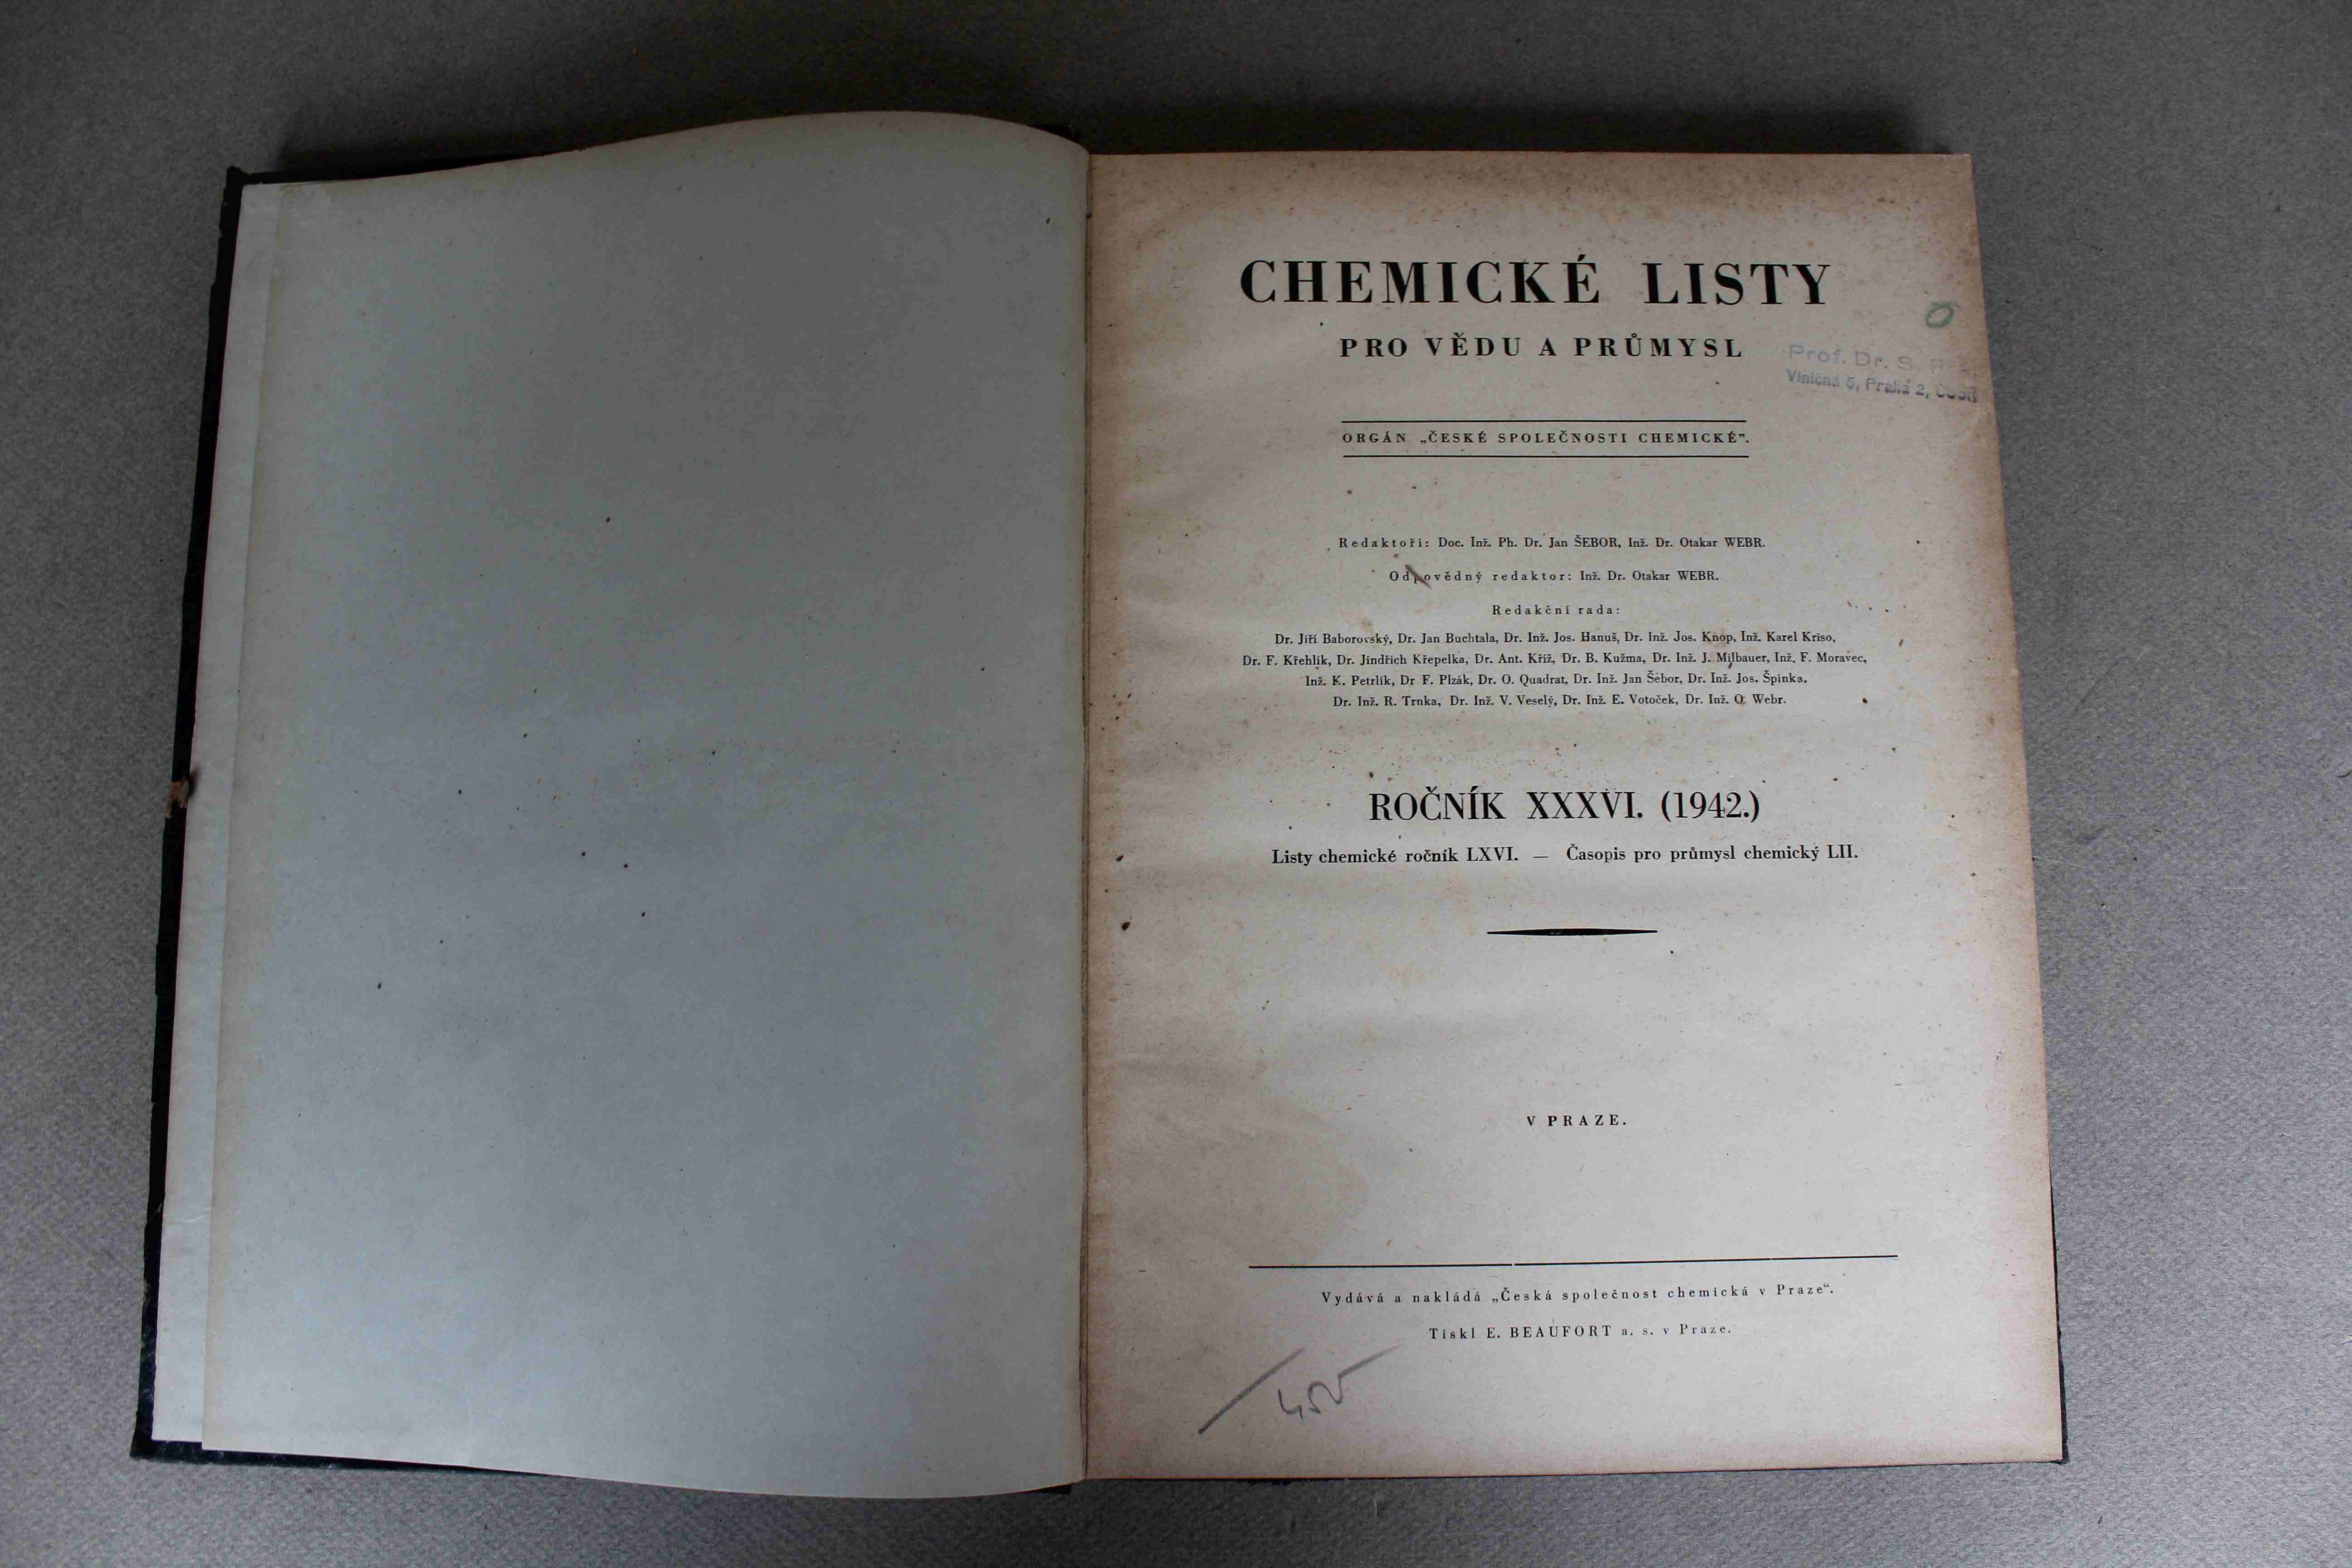 CHEMICKÉ LISTY
PRO VĚDU A PRŮMYSL
Prof. Dr. S.
Viničná 5, Praha 2, ČSSR
ORGÁN „ČESKÉ SPOLEČNOSTI CHEMICKÉ”.
Redaktoři: Doc. Inž. Ph. Dr. Jan ŠEBOR, Inž. Dr. Otakar WEBR.
Odpovědný redaktor: Inž. Dr. Otakar WEBR.
Redakční rada:
Dr. Jiří Baborovský, Dr. Jan Buchtala, Dr. Inž. Jos. Hanuš, Dr. Inž. Jos. Knop, Inž. Karel Kriso,
Dr. F. Křehlík, Dr. Jindřich Křepelka, Dr. Ant. Kříž, Dr. B. Kužma, Dr. Inž. J. Milbauer, Inž. F. Moravec,
Inž. K. Petrlík, Dr F. Plzák, Dr. O. Quadrat, Dr. Inž. Jan Šebor, Dr. Inž. Jos. Špinka,
Dr. Inž. R. Trnka, Dr. Inž. V. Veselý, Dr. Inž. E. Votoček, Dr. Inž. O. Webr.
ROČNÍK XXXVI. (1942.)
Listy chemické ročník LXVI. — Časopis pro průmysl chemický LII.
V PRAZE.
Vydává a nakládá „Česká společnost chemická v Praze“.
Tiskl E. BEAUFORT a. s. v Praze.